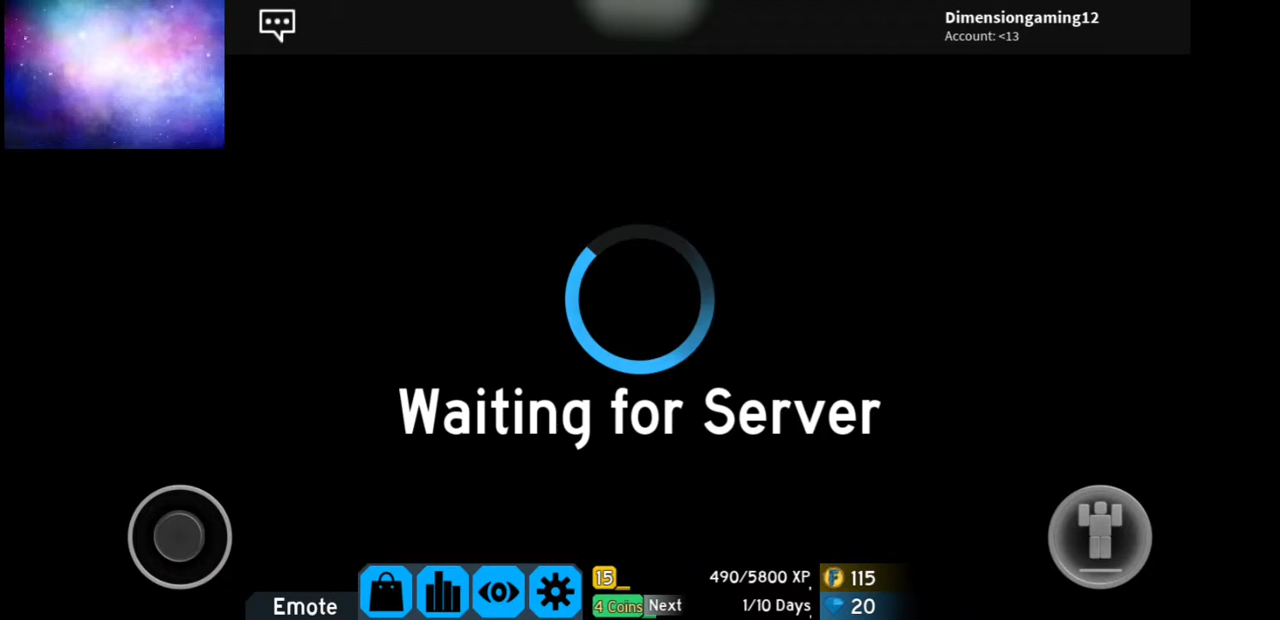 Dimensiongaming12
Account: <13
Waiting for Server
Emote
15
490/5800 XP
115
4 Coins
Next
1/10 Days
20